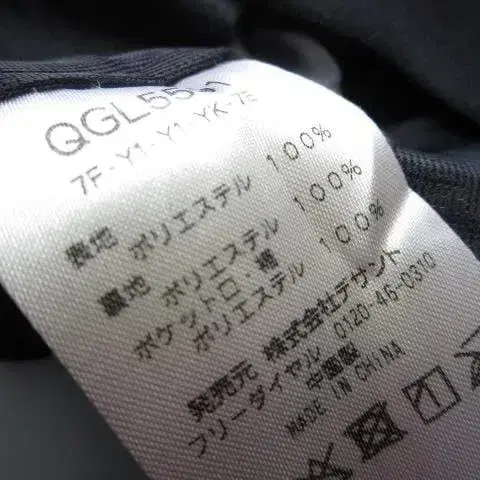 7F-Y1-Y1-YK-7E
表地 ポリエステル 100%
裏地 ポリエステル 100%
ポケット口・裾
ポリエステル 100%
発売元 株式会社デサント
フリーダイヤル 0120-46-0310
中国製
MADE IN CHINA